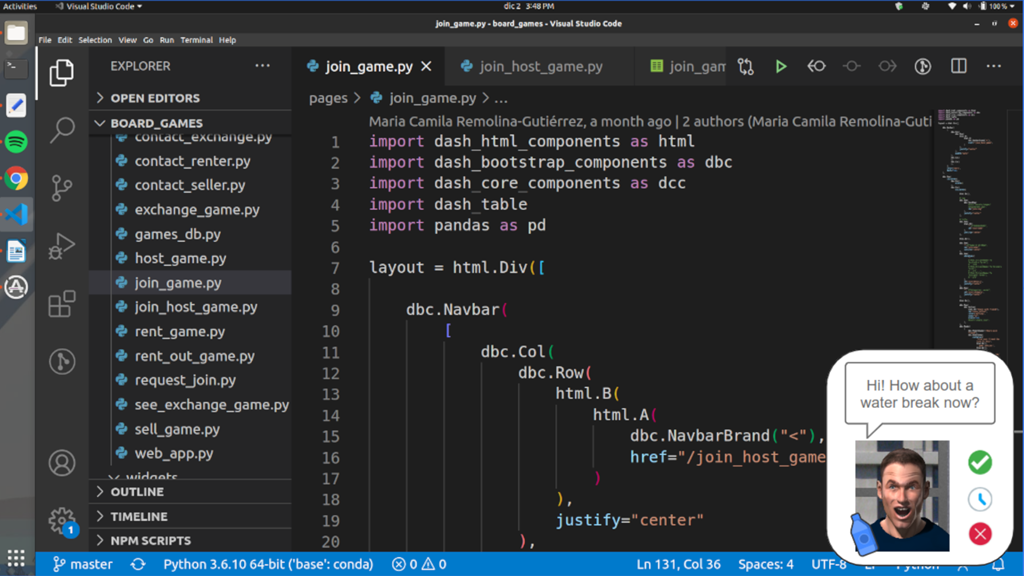 Activities
Visual Studio Code
dic 2 3:48 PM
100 %
join_game.py - board_games - Visual Studio Code
File Edit Selection View Go Run Terminal Help
EXPLORER
OPEN EDITORS
BOARD_GAMES
contact_exchange.py
contact_renter.py
contact_seller.py
exchange_game.py
games_db.py
host_game.py
join_game.py
join_host_game.py
rent_game.py
rent_out_game.py
request_join.py
see_exchange_game.py
sell_game.py
web_app.py
widgets
OUTLINE
TIMELINE
NPM SCRIPTS
1
join_game.py
join_host_game.py
join_gam
pages > join_game.py > ...
Maria Camila Remolina-Gutiérrez, a month ago | 2 authors (Maria Camila Remolina-Guti
1 import dash_html_components as html
2 import dash_bootstrap_components as dbc
3 import dash_core_components as dcc
4 import dash_table
5 import pandas as pd
6
7 layout = html.Div([
8
9 dbc.Navbar(
10 [
11 dbc.Col(
12 dbc.Row(
13 html.B(
14 html.A(
15 dbc.NavbarBrand("<"),
16 href="/join_host_game
17 )
18 ),
19 justify="center"
20 ),
Hi! How about a
water break now?
master
Python 3.6.10 64-bit ('base': conda)
0 0
Ln 131, Col 36
Spaces: 4
UTF-8